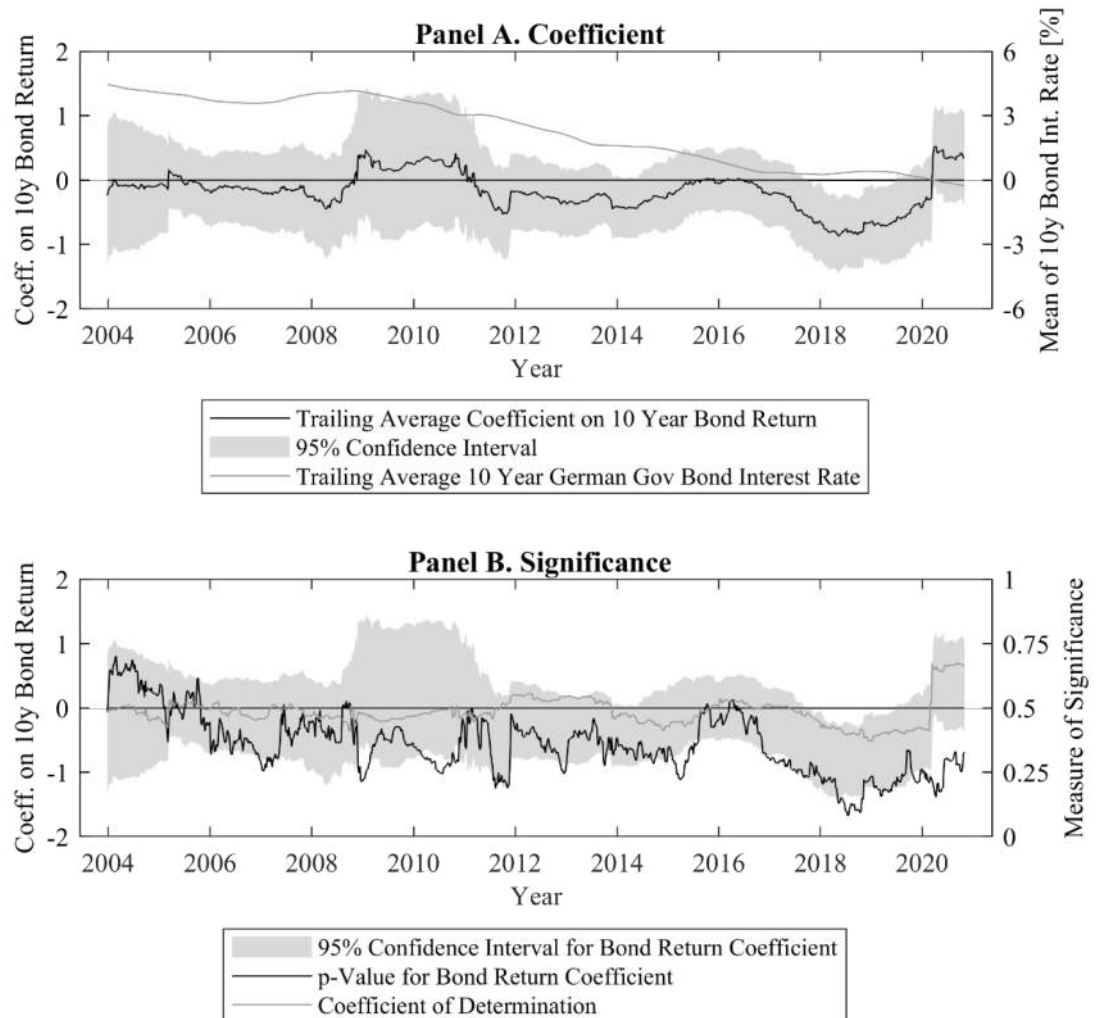 Panel A. Coefficient
Coeff. on 10y Bond Return
2
1
0
-1
-2
Mean of 10y Bond Int. Rate [%]
6
3
0
-3
-6
2004 2006 2008 2010 2012 2014 2016 2018 2020
Year
Trailing Average Coefficient on 10 Year Bond Return
95% Confidence Interval
Trailing Average 10 Year German Gov Bond Interest Rate
Panel B. Significance
Coeff. on 10y Bond Return
2
1
0
-1
-2
Measure of Significance
1
0.75
0.5
0.25
0
2004 2006 2008 2010 2012 2014 2016 2018 2020
Year
95% Confidence Interval for Bond Return Coefficient
p-Value for Bond Return Coefficient
Coefficient of Determination